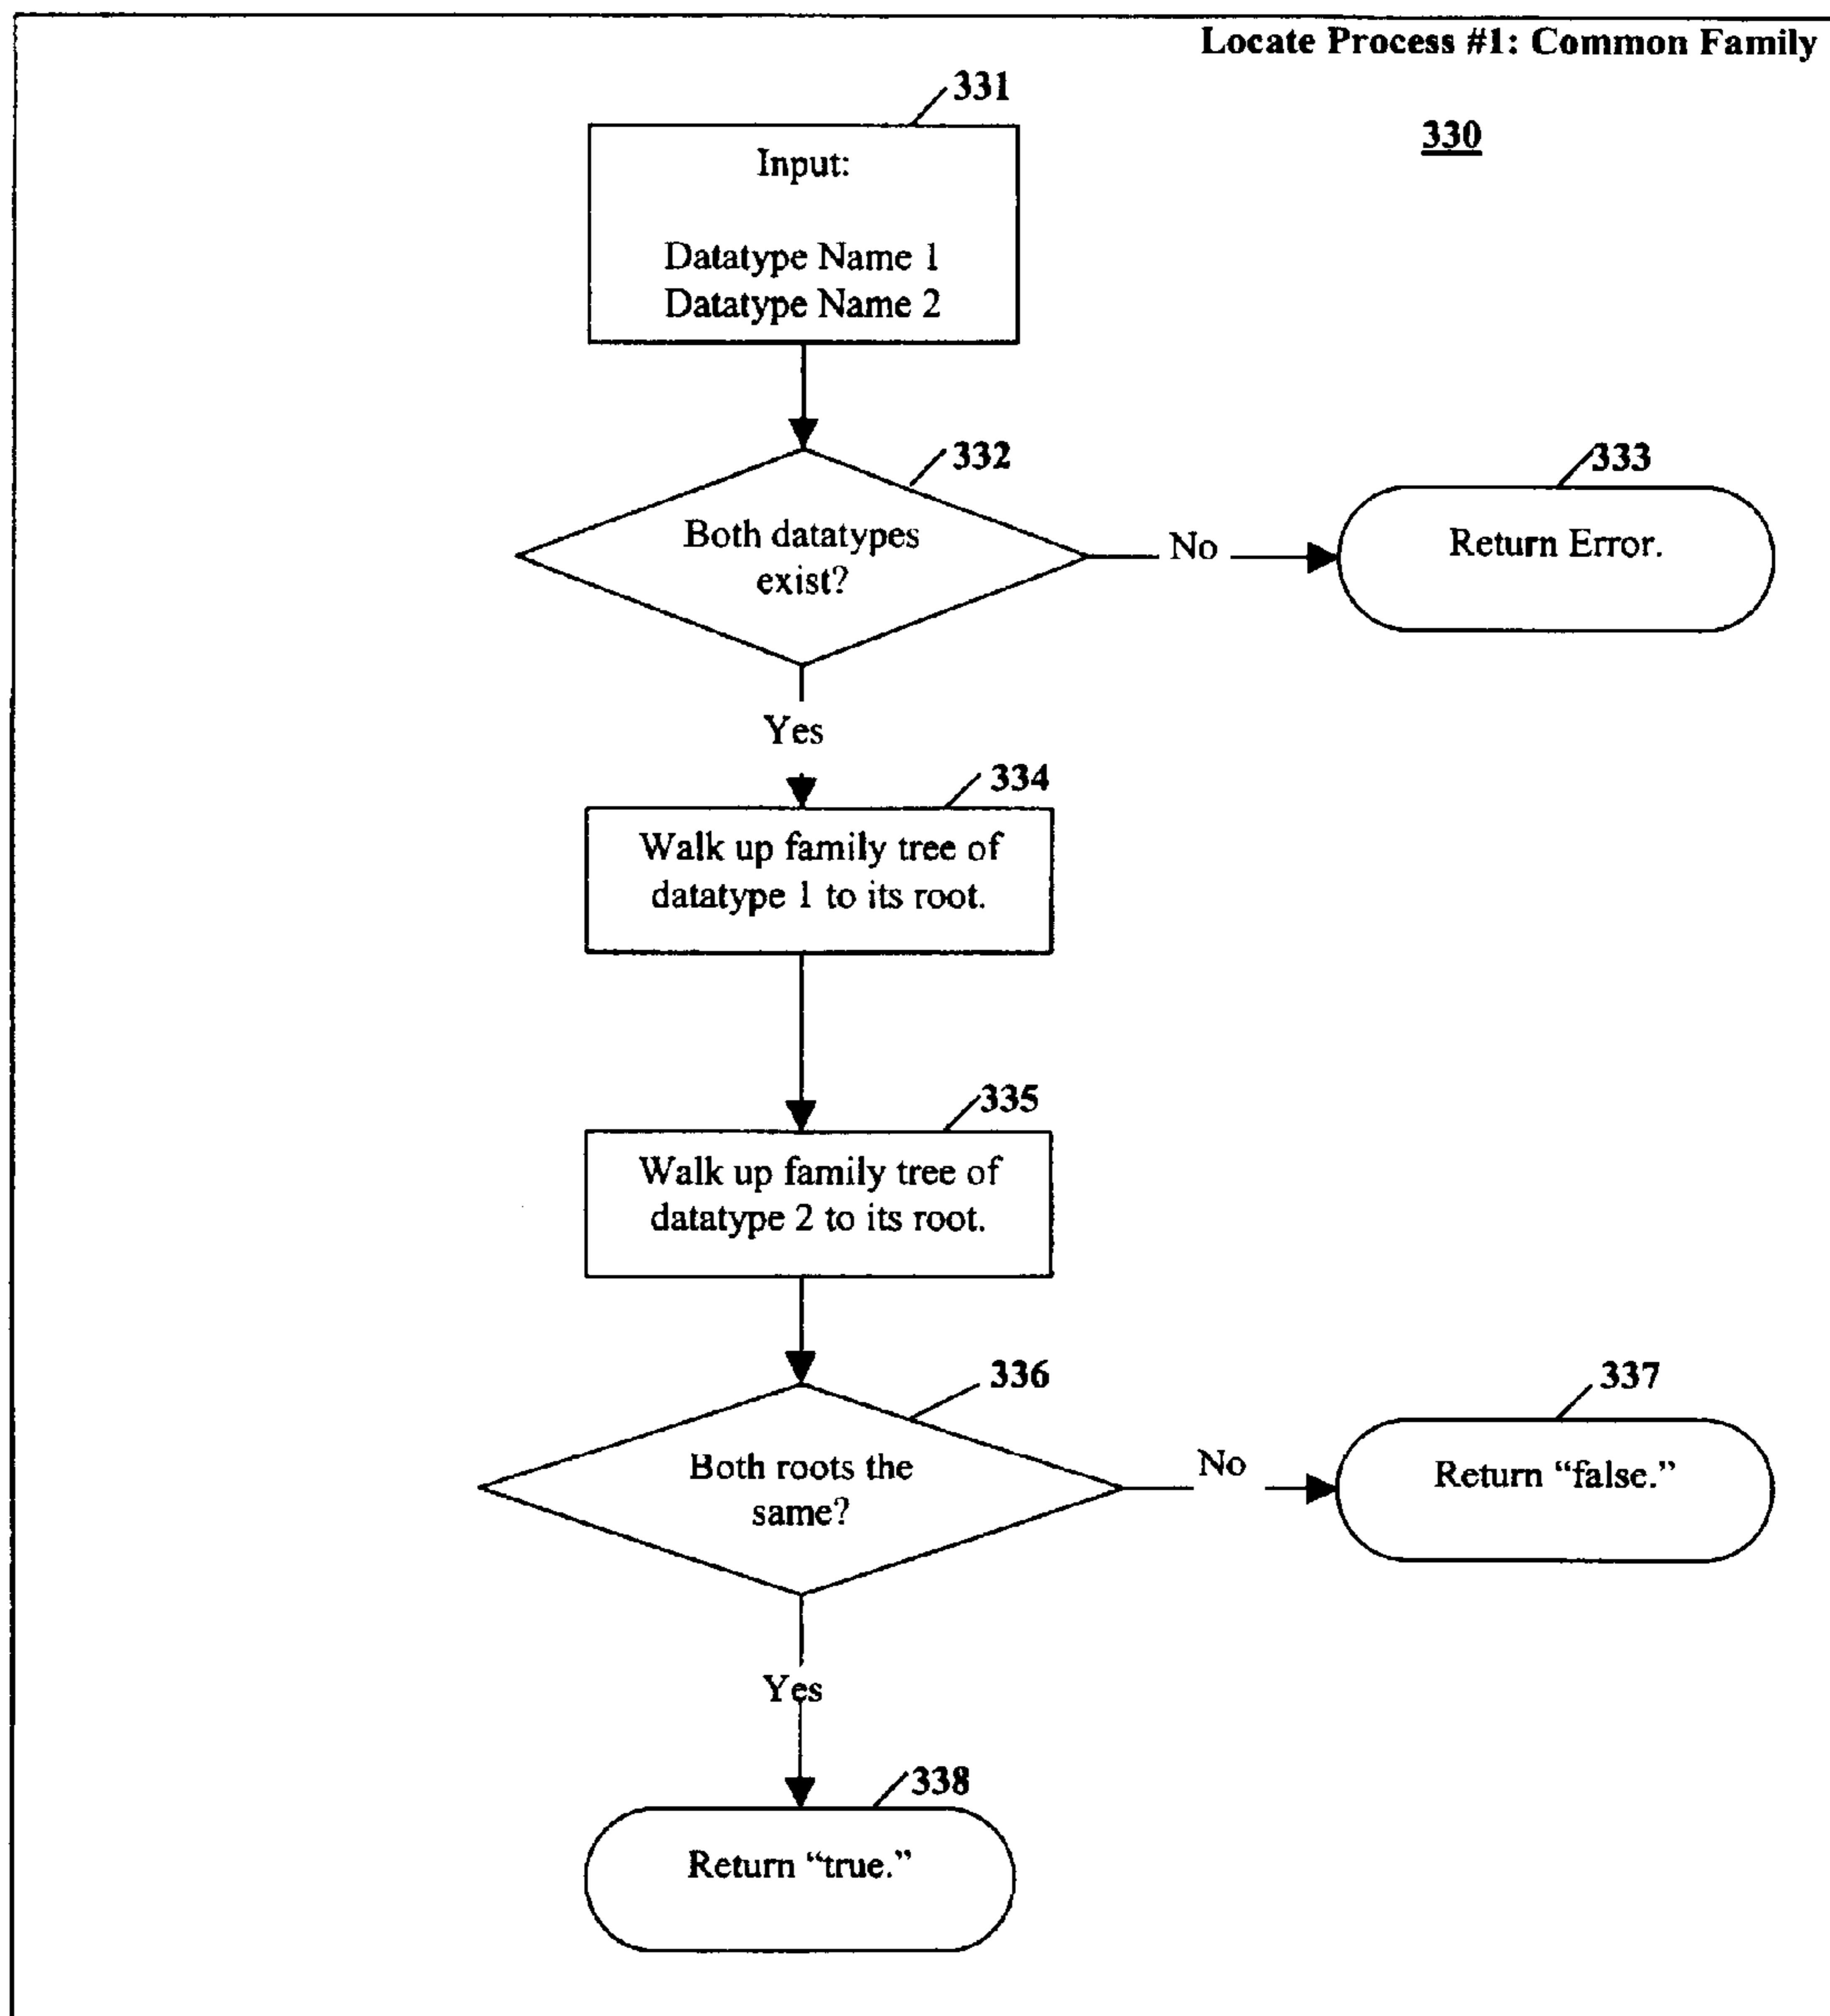 Locate Process #1: Common Family
330
331
Input:
Datatype Name 1
Datatype Name 2
332
Both datatypes
exist?
No
333
Return Error.
Yes
334
Walk up family tree of
datatype 1 to its root.
335
Walk up family tree of
datatype 2 to its root.
336
Both roots the
same?
No
337
Return “false.”
Yes
338
Return “true.”